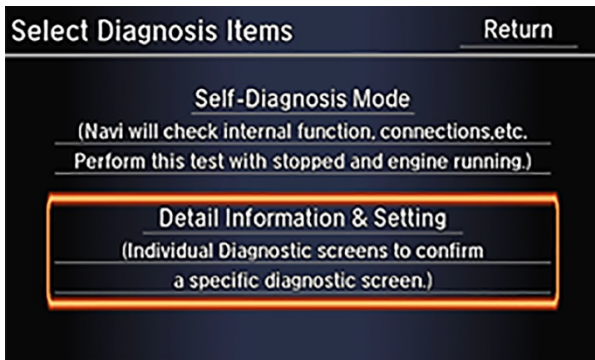 Select Diagnosis Items
Return
Self-Diagnosis Mode
(Navi will check internal function, connections,etc.
Perform this test with stopped and engine running.)
Detail Information & Setting
(Individual Diagnostic screens to confirm
a specific diagnostic screen.)